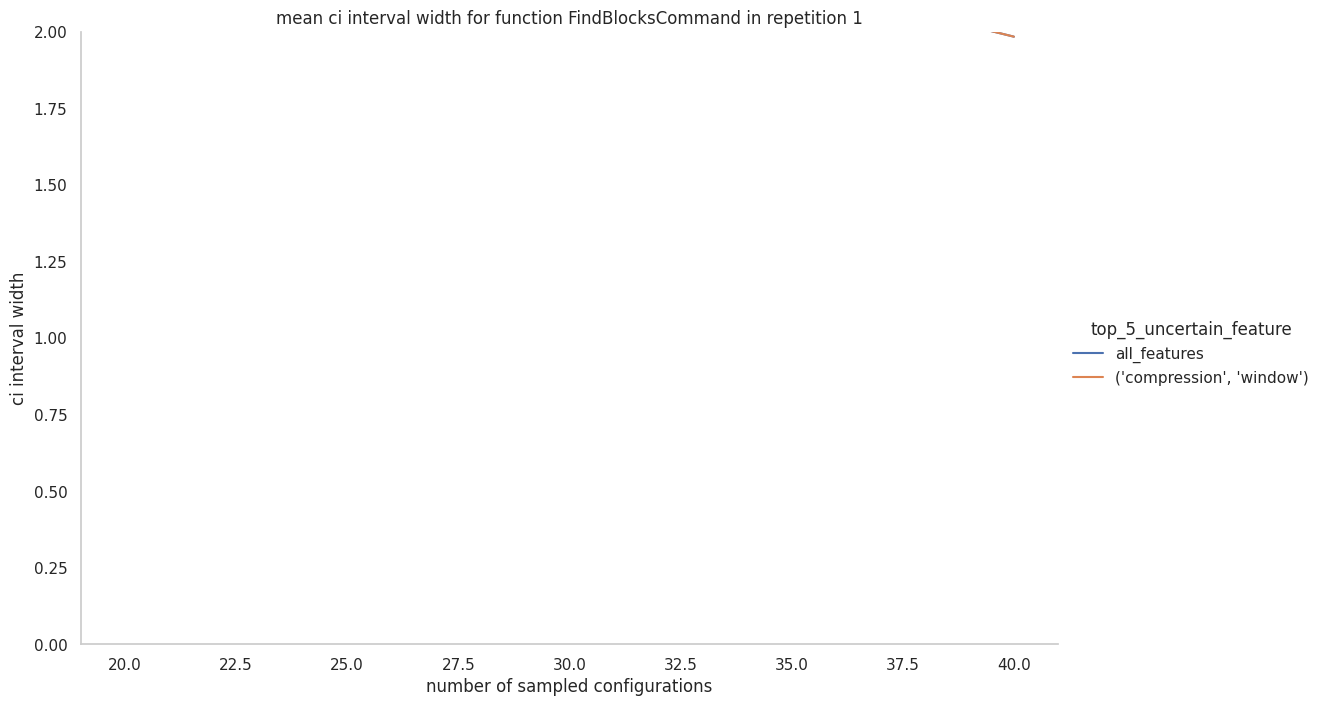 mean ci interval width for function FindBlocksCommand in repetition 1
2.00
1.75
1.50
1.25
1.00
0.75
0.50
0.25
0.00
ci interval width
20.0 22.5 25.0 27.5 30.0 32.5 35.0 37.5 40.0
number of sampled configurations
top_5_uncertain_feature
all_features
('compression', 'window')